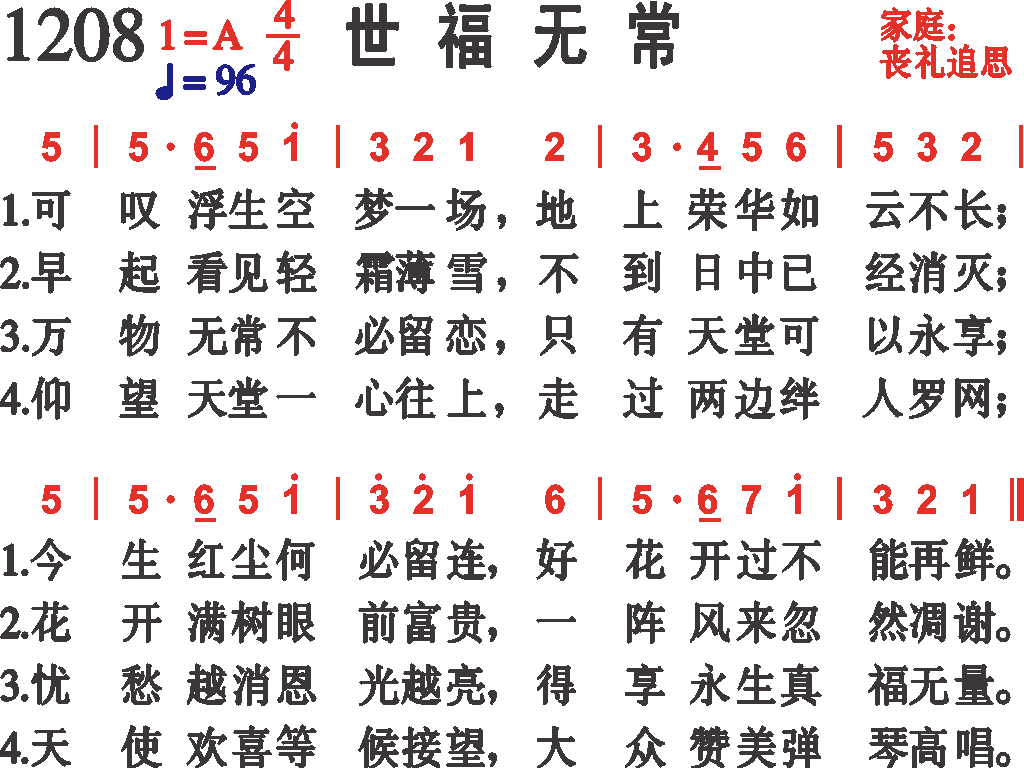 1208 1=A 4/4 世福无常 家庭:
♩=96 丧礼追思
5 | 5 · 6 5 i | 3 2 1 2 | 3 · 4 5 6 | 5 3 2 |
1.可叹浮生空梦一场,地上荣华如云不长;
2.早起看见轻霜薄雪,不到日中已经消灭;
3.万物无常不必留恋,只有天堂可以永享;
4.仰望天堂一心往上,走过两边绊人罗网;
5 | 5 · 6 5 i | 3̇ 2̇ i 6 | 5 · 6 7 i | 3 2 1 ‖
1.今生红尘何必留连,好花开过不能再鲜。
2.花开满树眼前富贵,一阵风来忽然凋谢。
3.忧愁越消恩光越亮,得享永生真福无量。
4.天使欢喜等候接望,大众赞美弹琴高唱。